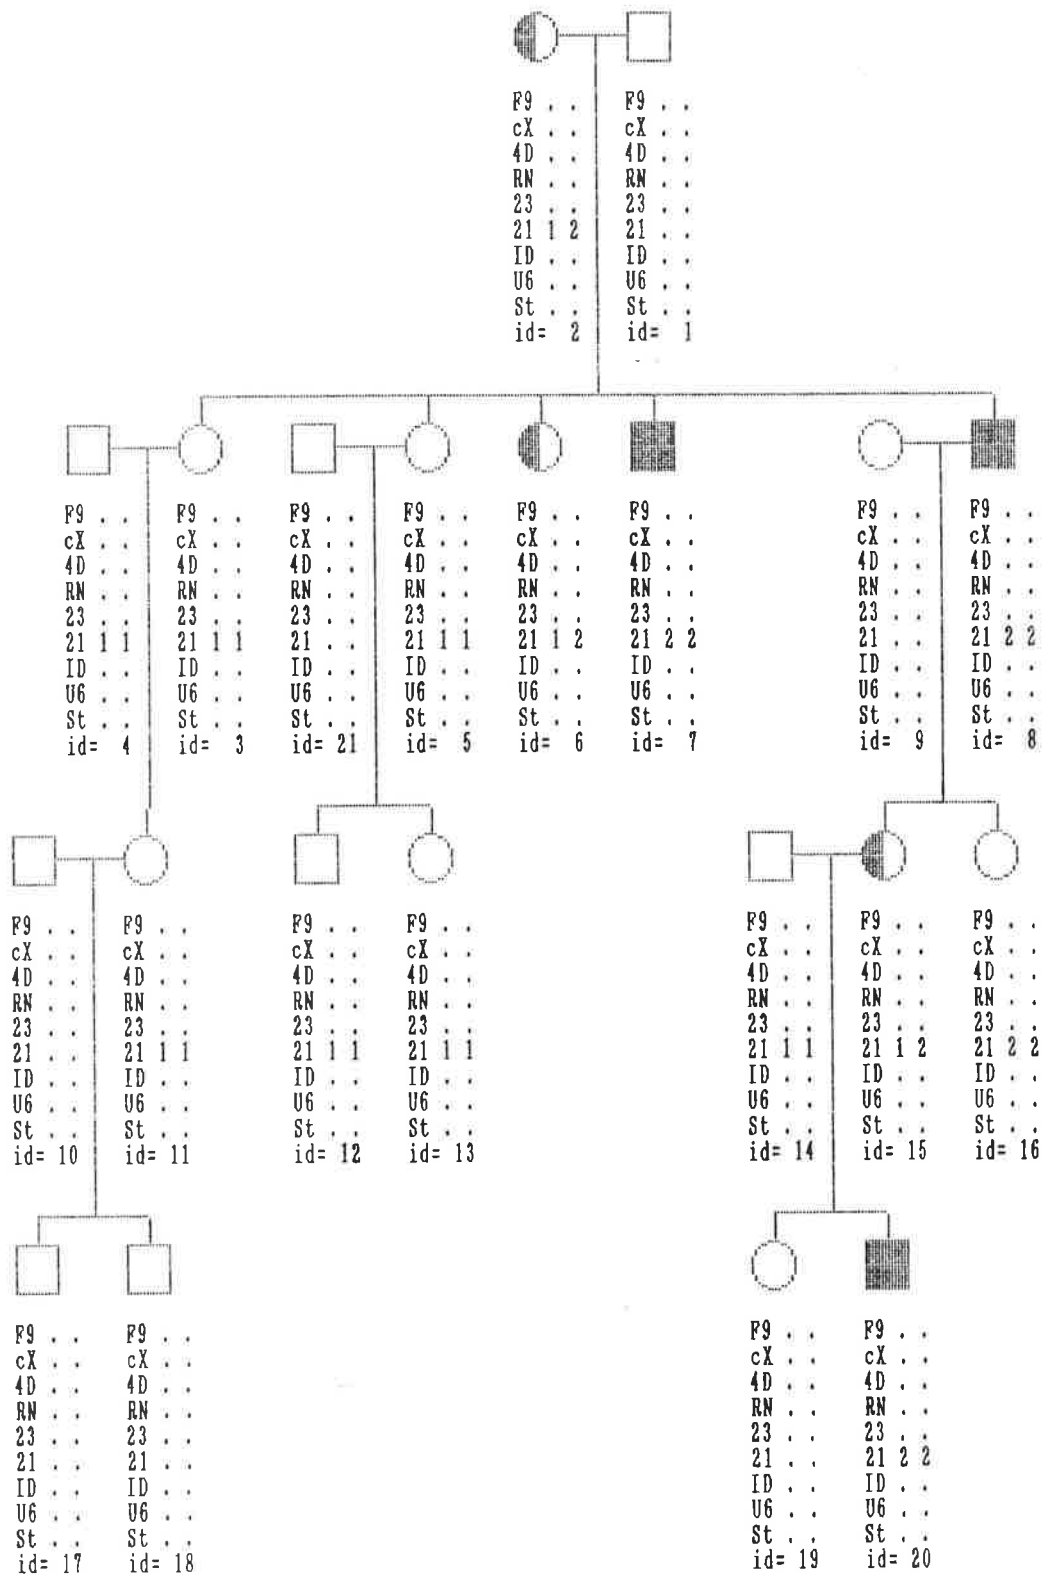 F9 . . F9 . .
cX . . cX . .
4D . . 4D . .
RN . . RN . .
23 . . 23 . .
21 1 2 21 . .
ID . . ID . .
U6 . . U6 . .
St . . St . .
id= 2 id= 1
F9 . . F9 . . F9 . . F9 . . F9 . . F9 . . F9 . . F9 . .
cX . . cX . . cX . . cX . . cX . . cX . . cX . . cX . .
4D . . 4D . . 4D . . 4D . . 4D . . 4D . . 4D . . 4D . .
RN . . RN . . RN . . RN . . RN . . RN . . RN . . RN . .
23 . . 23 . . 23 . . 23 . . 23 . . 23 . . 23 . . 23 . .
21 1 1 21 1 1 21 . . 21 1 1 21 1 2 21 2 2 21 . . 21 2 2
ID . . ID . . ID . . ID . . ID . . ID . . ID . . ID . .
U6 . . U6 . . U6 . . U6 . . U6 . . U6 . . U6 . . U6 . .
St . . St . . St . . St . . St . . St . . St . . St . .
id= 4 id= 3 id= 21 id= 5 id= 6 id= 7 id= 9 id= 8
F9 . . F9 . . F9 . . F9 . . F9 . . F9 . . F9 . .
cX . . cX . . cX . . cX . . cX . . cX . . cX . .
4D . . 4D . . 4D . . 4D . . 4D . . 4D . . 4D . .
RN . . RN . . RN . . RN . . RN . . RN . . RN . .
23 . . 23 . . 23 . . 23 . . 23 . . 23 . . 23 . .
21 . . 21 1 1 21 1 1 21 1 1 21 1 1 21 1 2 21 2 2
ID . . ID . . ID . . ID . . ID . . ID . . ID . .
U6 . . U6 . . U6 . . U6 . . U6 . . U6 . . U6 . .
St . . St . . St . . St . . St . . St . . St . .
id= 10 id= 11 id= 12 id= 13 id= 14 id= 15 id= 16
F9 . . F9 . . F9 . . F9 . .
cX . . cX . . cX . . cX . .
4D . . 4D . . 4D . . 4D . .
RN . . RN . . RN . . RN . .
23 . . 23 . . 23 . . 23 . .
21 . . 21 . . 21 . . 21 2 2
ID . . ID . . ID . . ID . .
U6 . . U6 . . U6 . . U6 . .
St . . St . . St . . St . .
id= 17 id= 18 id= 19 id= 20